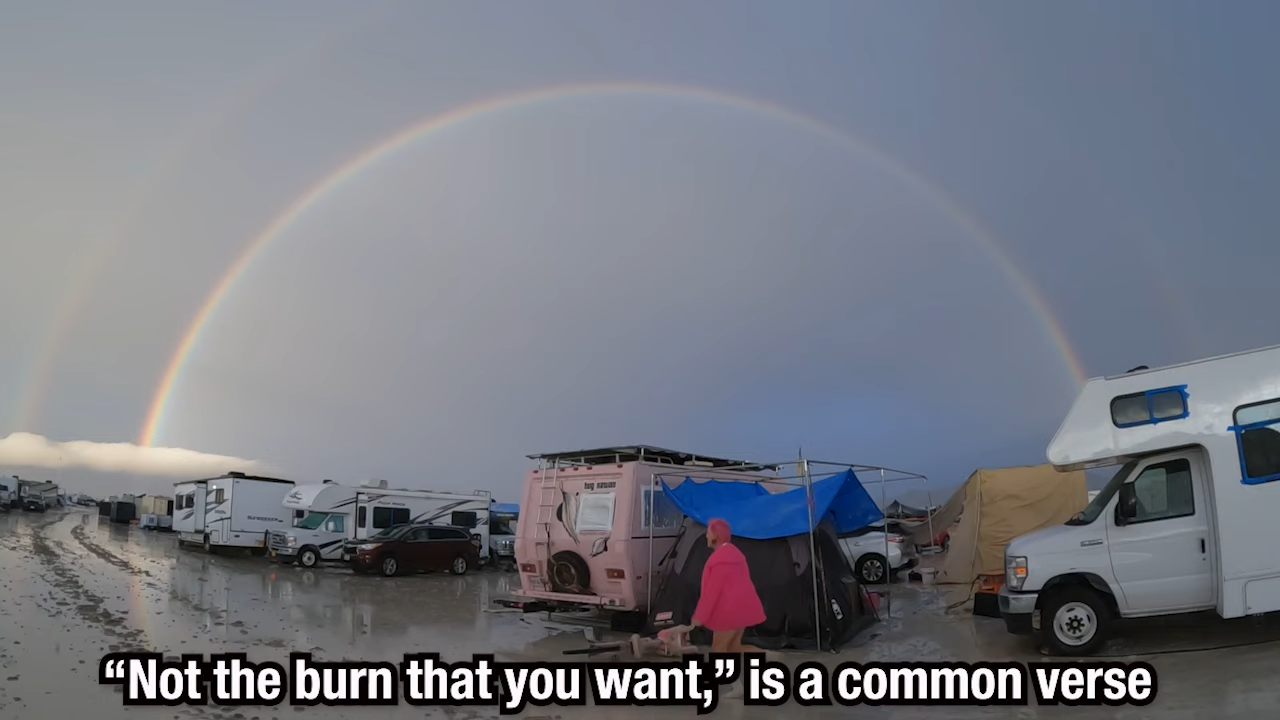 “Not the burn that you want,” is a common verse